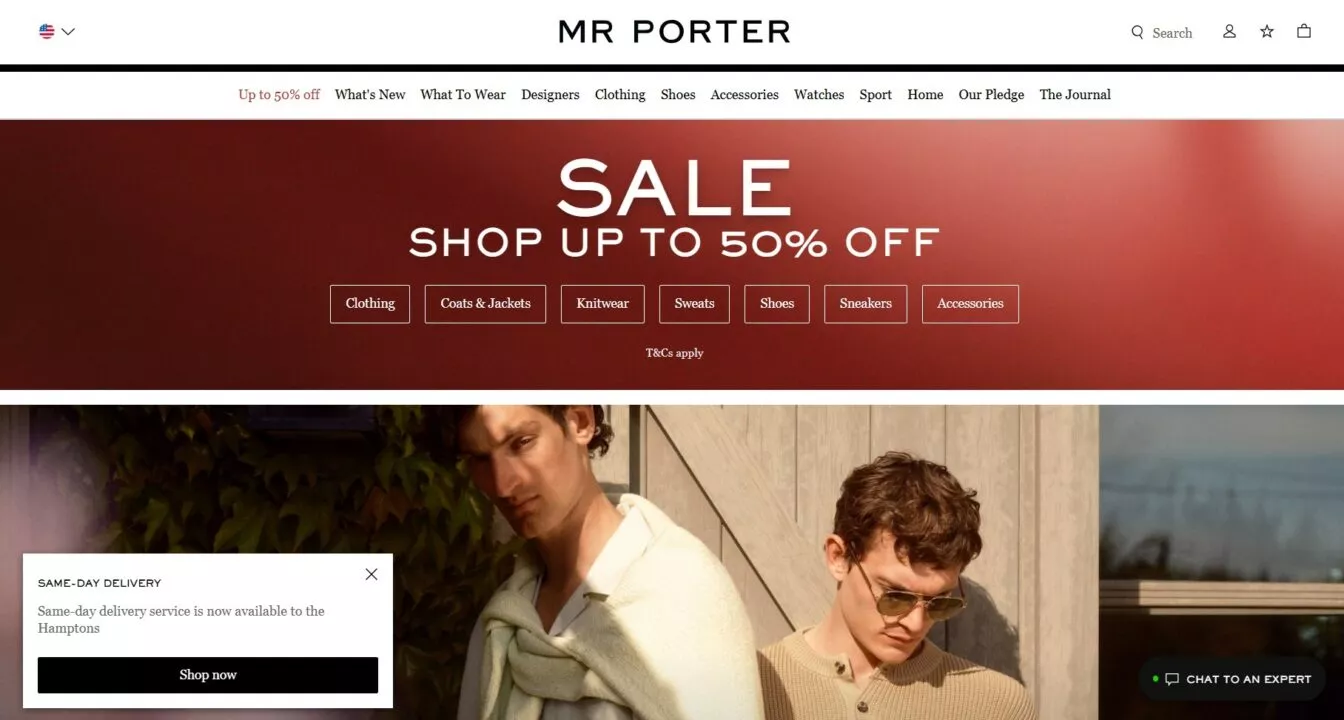 MR PORTER
Search
Up to 50% off What's New What To Wear Designers Clothing Shoes Accessories Watches Sport Home Our Pledge The Journal
SALE
SHOP UP TO 50% OFF
Clothing Coats & Jackets Knitwear Sweats Shoes Sneakers Accessories
T&Cs apply
SAME-DAY DELIVERY
Same-day delivery service is now available to the
Hamptons
Shop now
CHAT TO AN EXPERT